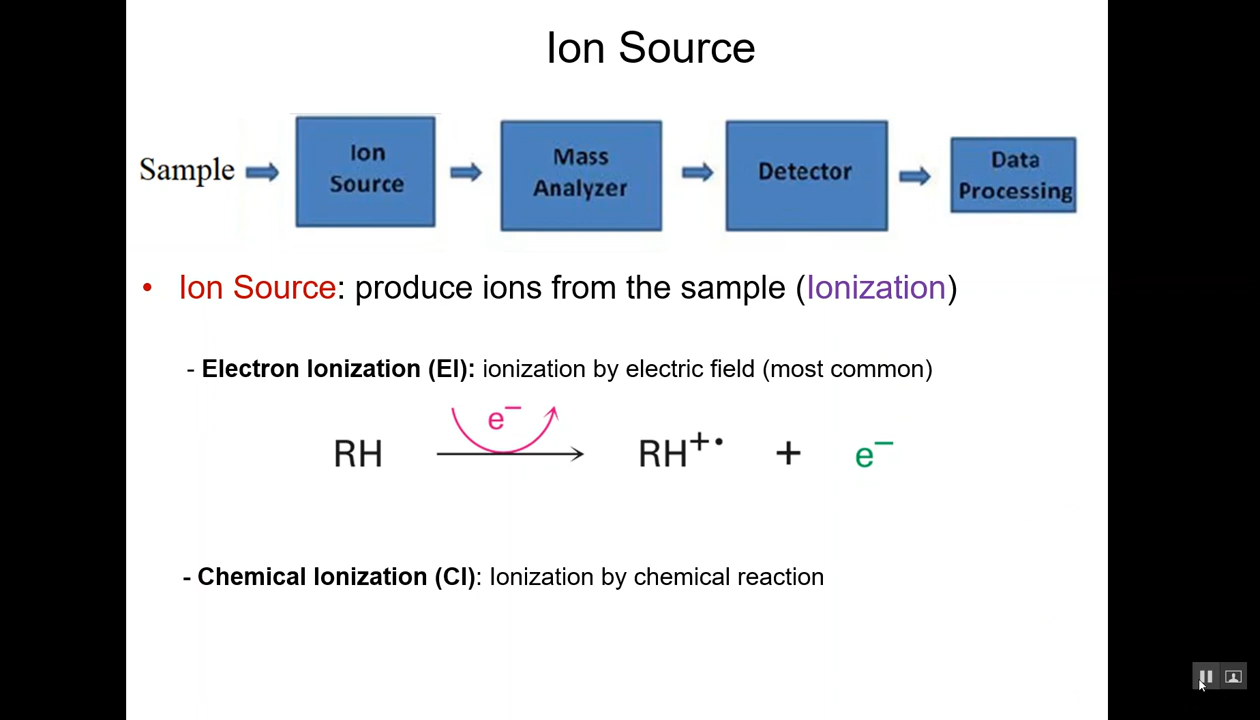 Ion Source
Sample
Ion
Source
Mass
Analyzer
Detector
Data
Processing
• Ion Source: produce ions from the sample (Ionization)
- Electron Ionization (EI): ionization by electric field (most common)
e⁻
RH RH⁺• + e⁻
- Chemical Ionization (CI): Ionization by chemical reaction